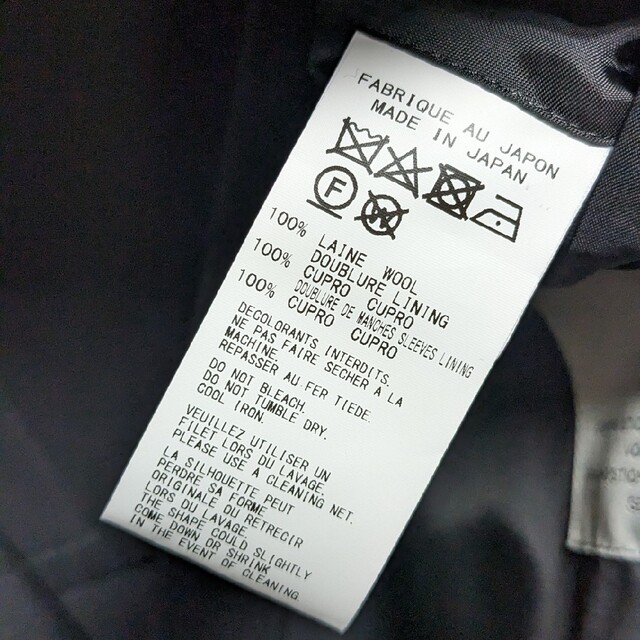 FABRIQUE AU JAPON
MADE IN JAPAN
F
100% LAINE WOOL
DOUBLURE LINING
100% CUPRO CUPRO
DOUBLURE DE MANCHES SLEEVES LINING
100% CUPRO CUPRO
DECOLORANTS INTERDITS.
NE PAS FAIRE SECHER A LA
MACHINE.
REPASSER AU FER TIEDE.
DO NOT BLEACH.
DO NOT TUMBLE DRY.
COOL IRON.
VEUILLEZ UTILISER UN
FILET LORS DU LAVAGE.
PLEASE USE A CLEANING NET.
LA SILHOUETTE PEUT
PERDRE SA FORME
ORIGINALE OU RETRECIR
LORS DU LAVAGE.
THE SHAPE COULD SLIGHTLY
COME DOWN OR SHRINK
IN THE EVENT OF CLEANING.